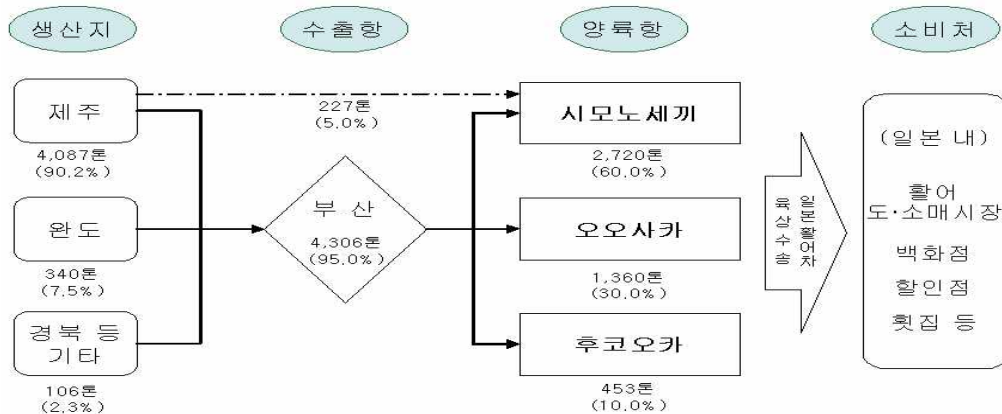 생산지
수출항
양륙항
소비처
제주
4,087톤
(90.2%)
완도
340톤
(7.5%)
경북 등
기타
106톤
(2.3%)
227톤
(5.0%)
부산
4,306톤
(95.0%)
시모노세끼
2,720톤
(60.0%)
오오사카
1,360톤
(30.0%)
후코오카
453톤
(10.0%)
일본활어차
육상수송
(일본 내)
활어
도·소매시장
백화점
할인점
횟집 등